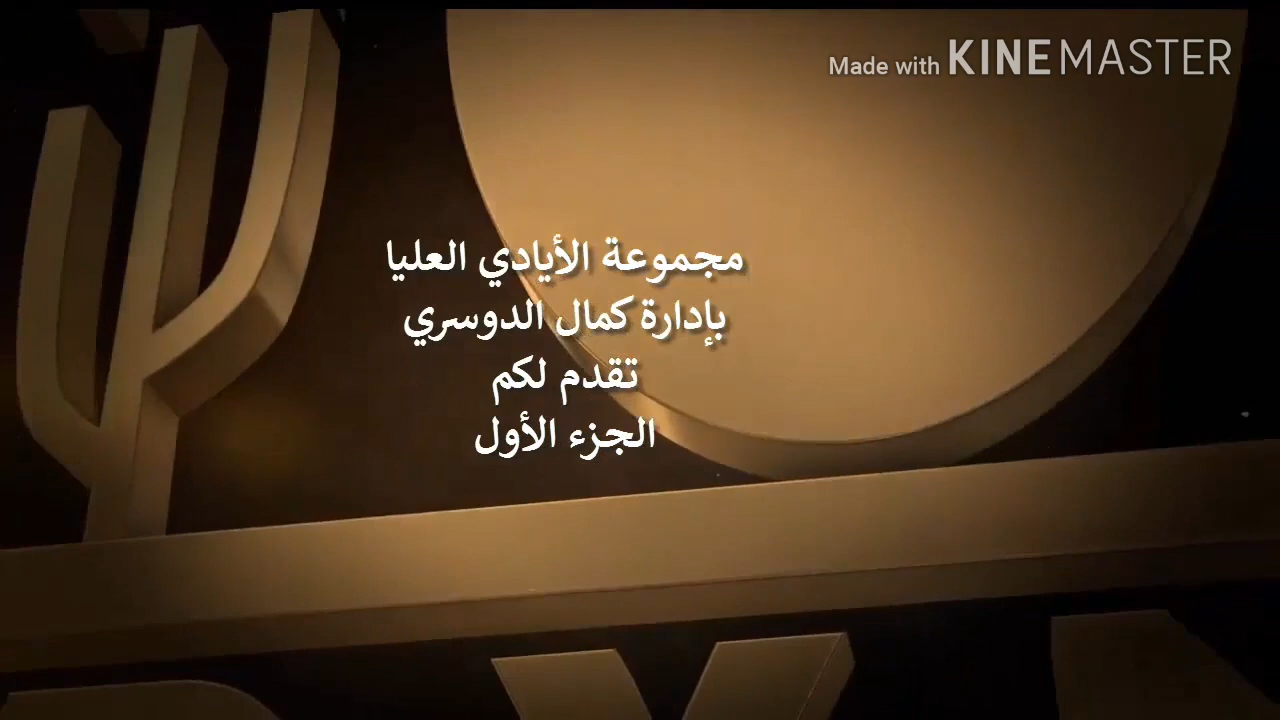 Made with KINEMASTER
مجموعة الأيادي العليا
بإدارة كمال الدوسري
تقدم لكم
الجزء الأول